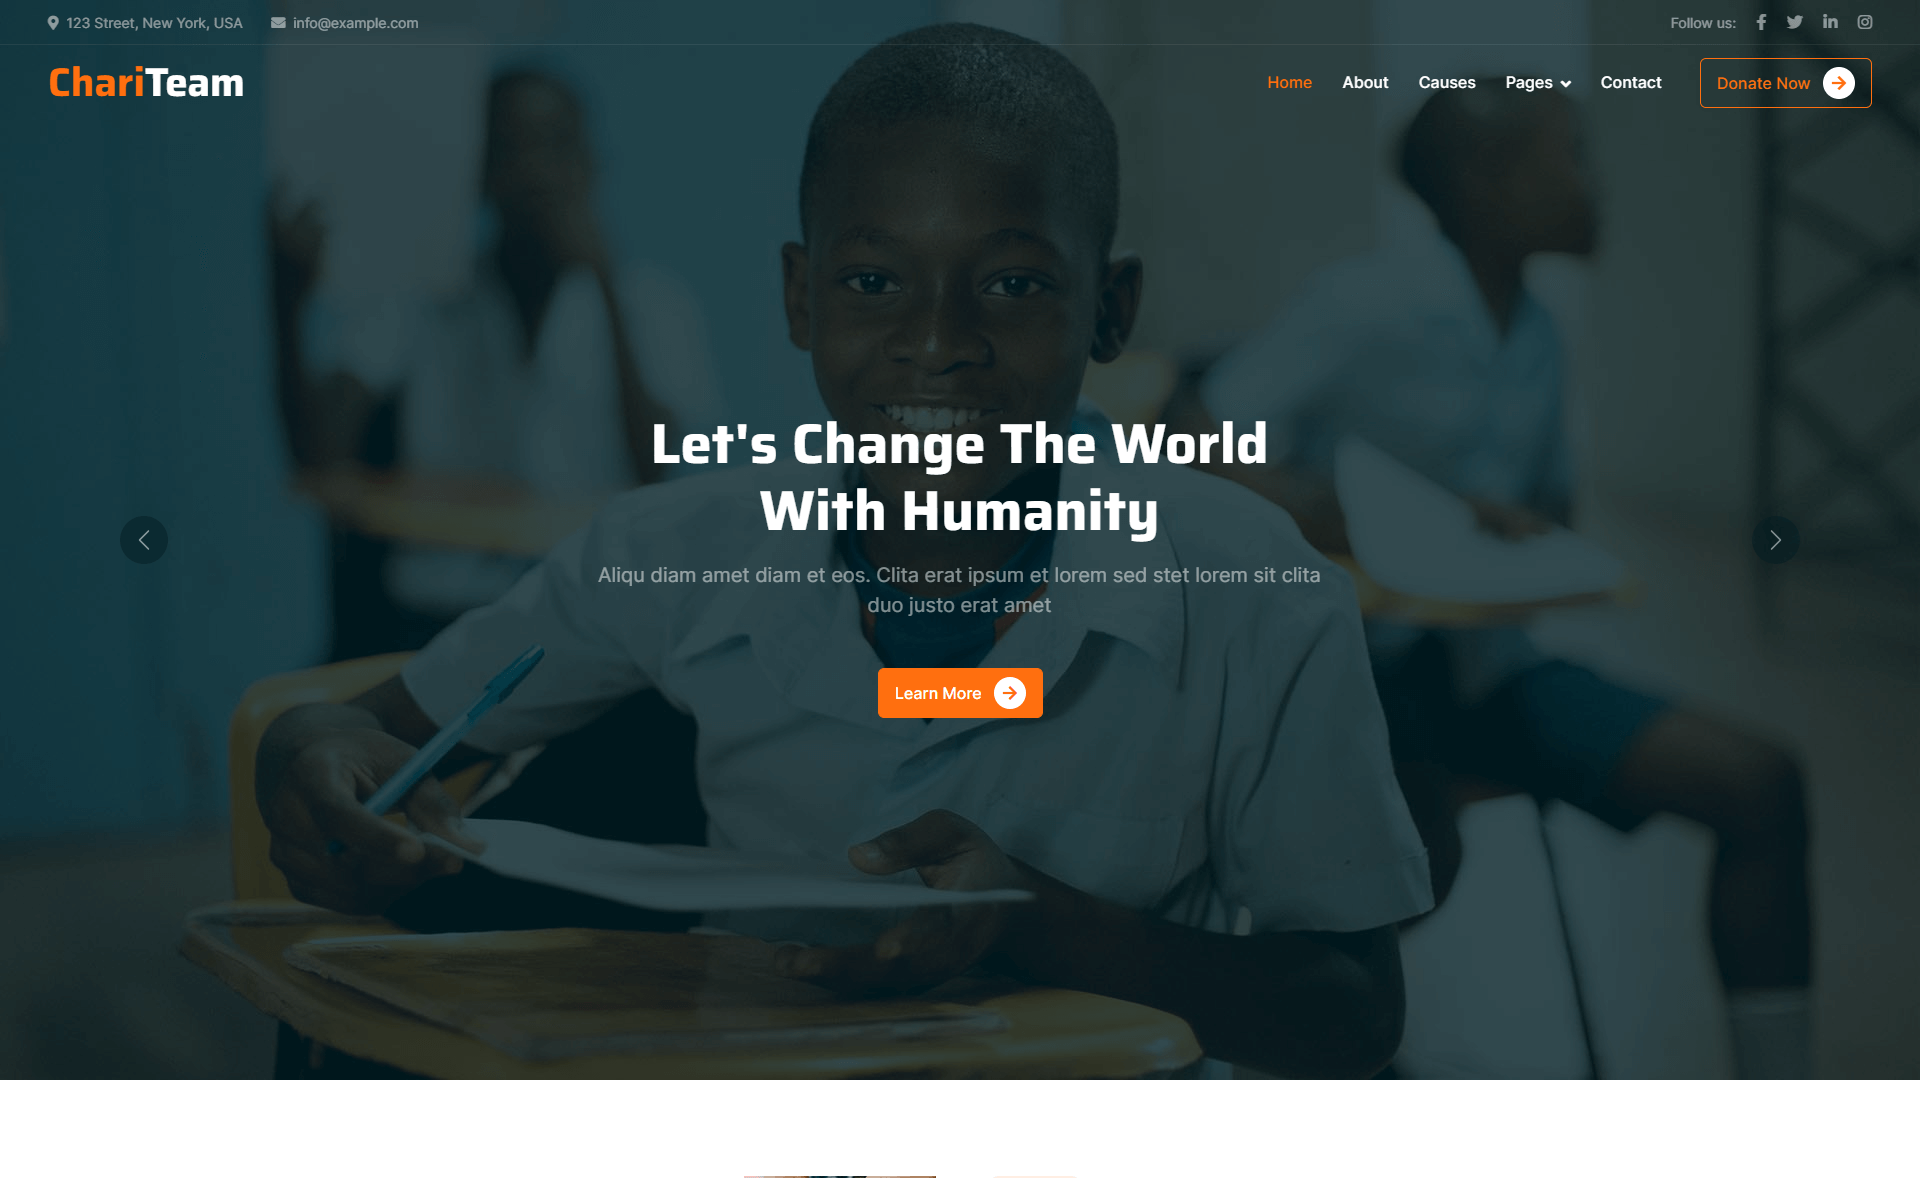 123 Street, New York, USA
info@example.com
Follow us:
ChariTeam
Home
About
Causes
Pages
Contact
Donate Now
Let's Change The World
With Humanity
Aliqu diam amet diam et eos. Clita erat ipsum et lorem sed stet lorem sit clita
duo justo erat amet
Learn More